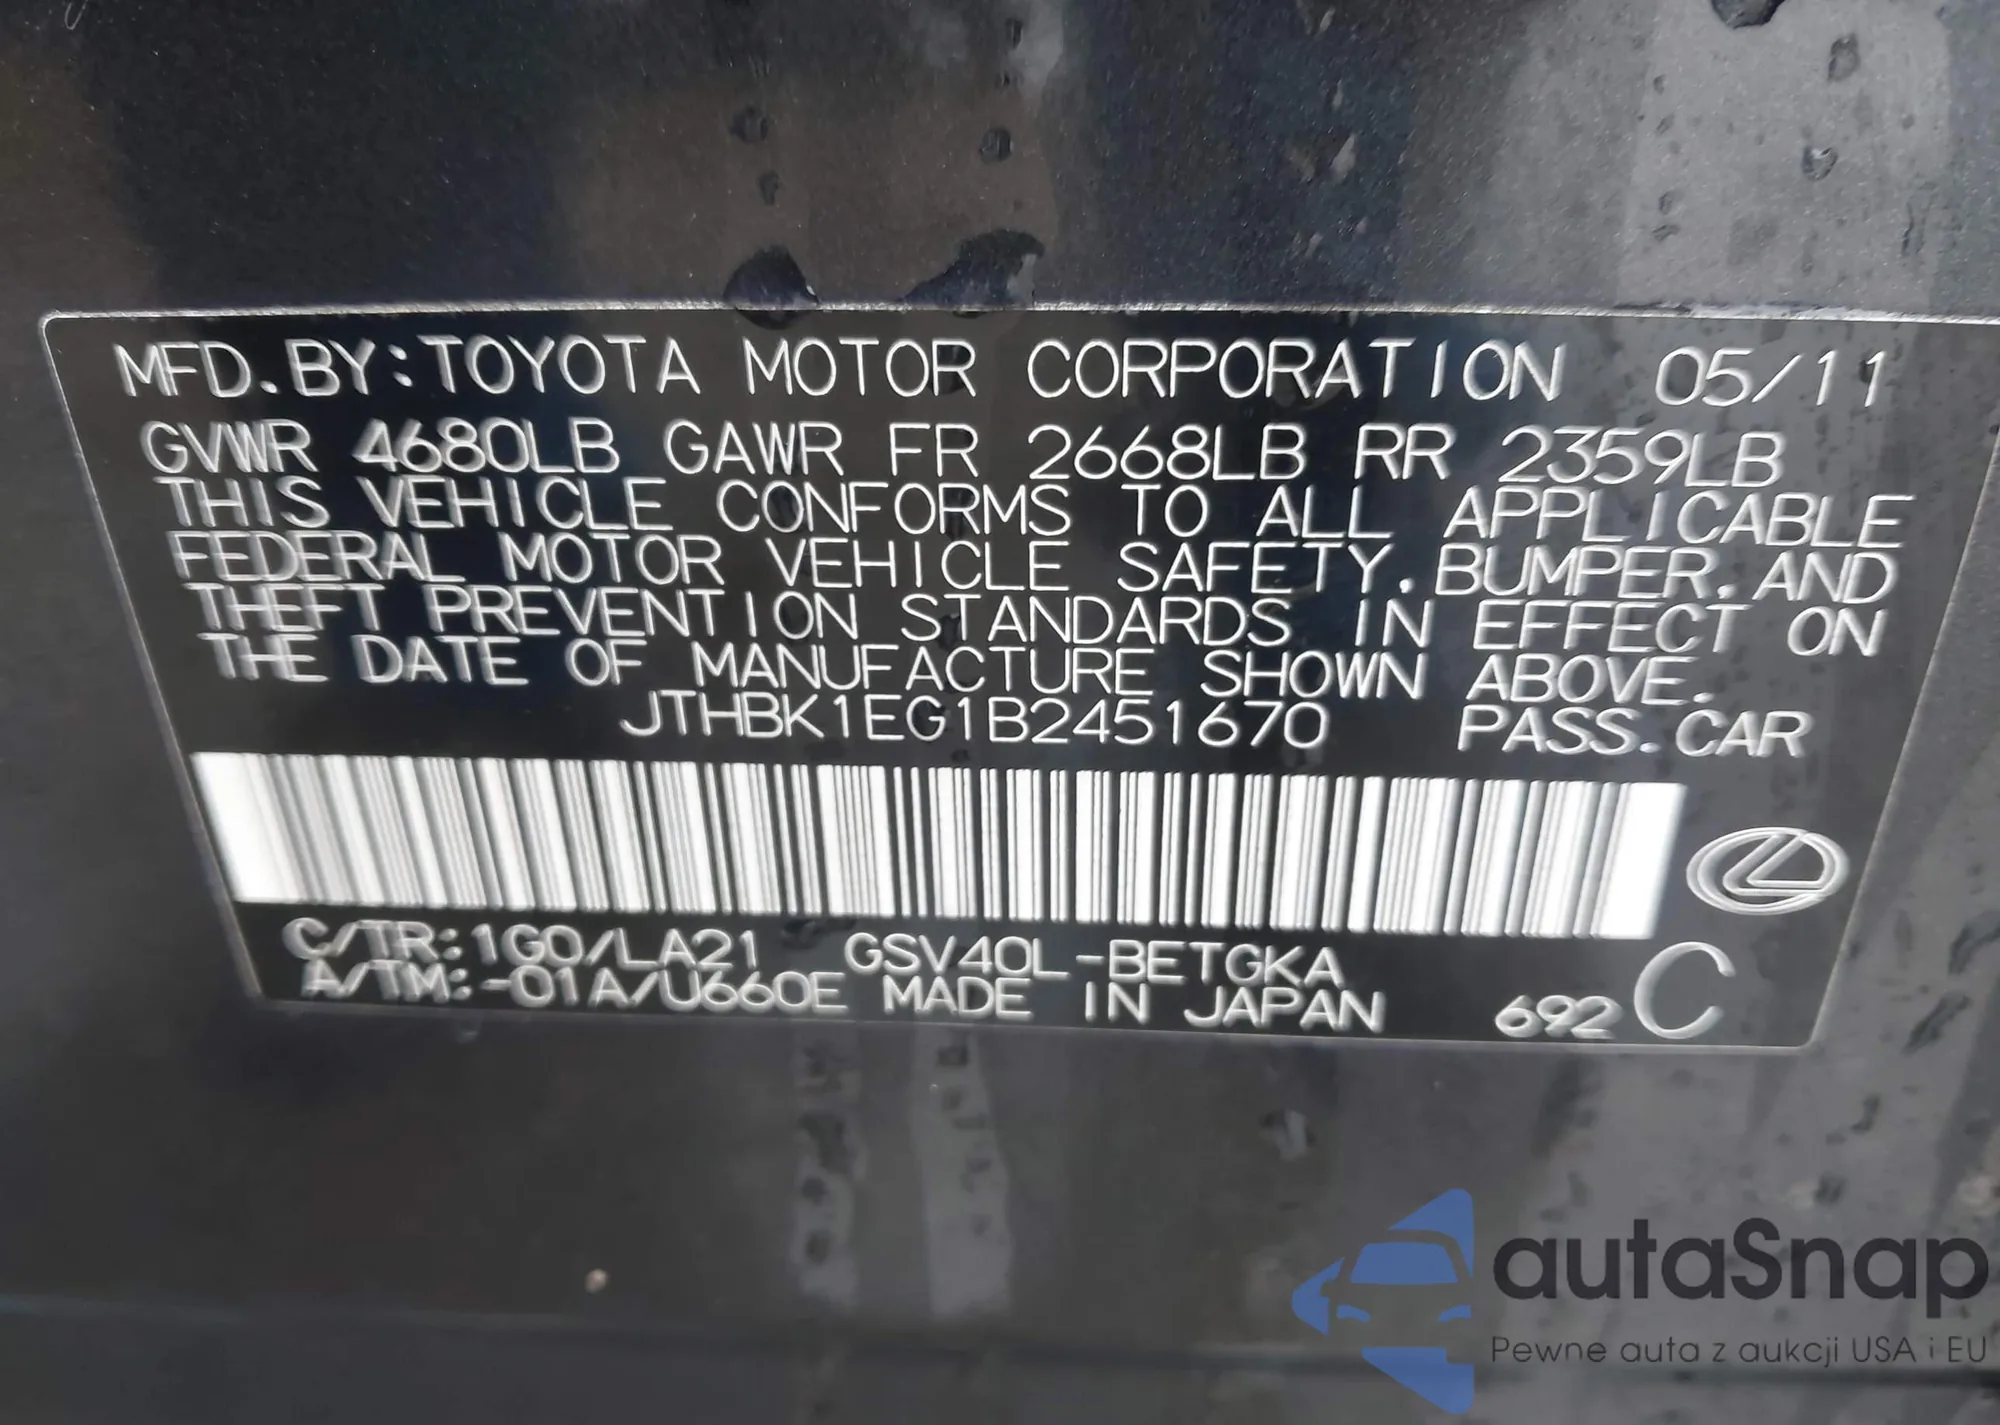 MFD.BY:TOYOTA MOTOR CORPORATION 05/11
GVWR 4680LB GAWR FR 2668LB RR 2359LB
THIS VEHICLE CONFORMS TO ALL APPLICABLE
FEDERAL MOTOR VEHICLE SAFETY,BUMPER,AND
THEFT PREVENTION STANDARDS IN EFFECT ON
THE DATE OF MANUFACTURE SHOWN ABOVE.
JTHBK1EG1B2451670 PASS.CAR
C/TR:1G0/LA21 GSV40L-BETGKA
A/TM:-01A/U660E MADE IN JAPAN 692 C
autaSnap
Pewne auta z aukcji USA i EU